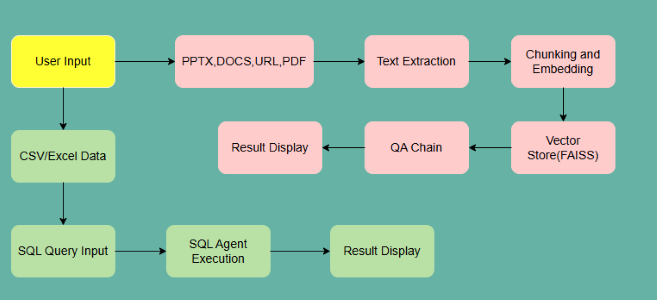 User Input
PPTX,DOCS,URL,PDF
Text Extraction
Chunking and
Embedding
CSV/Excel Data
Result Display
QA Chain
Vector
Store(FAISS)
SQL Query Input
SQL Agent
Execution
Result Display